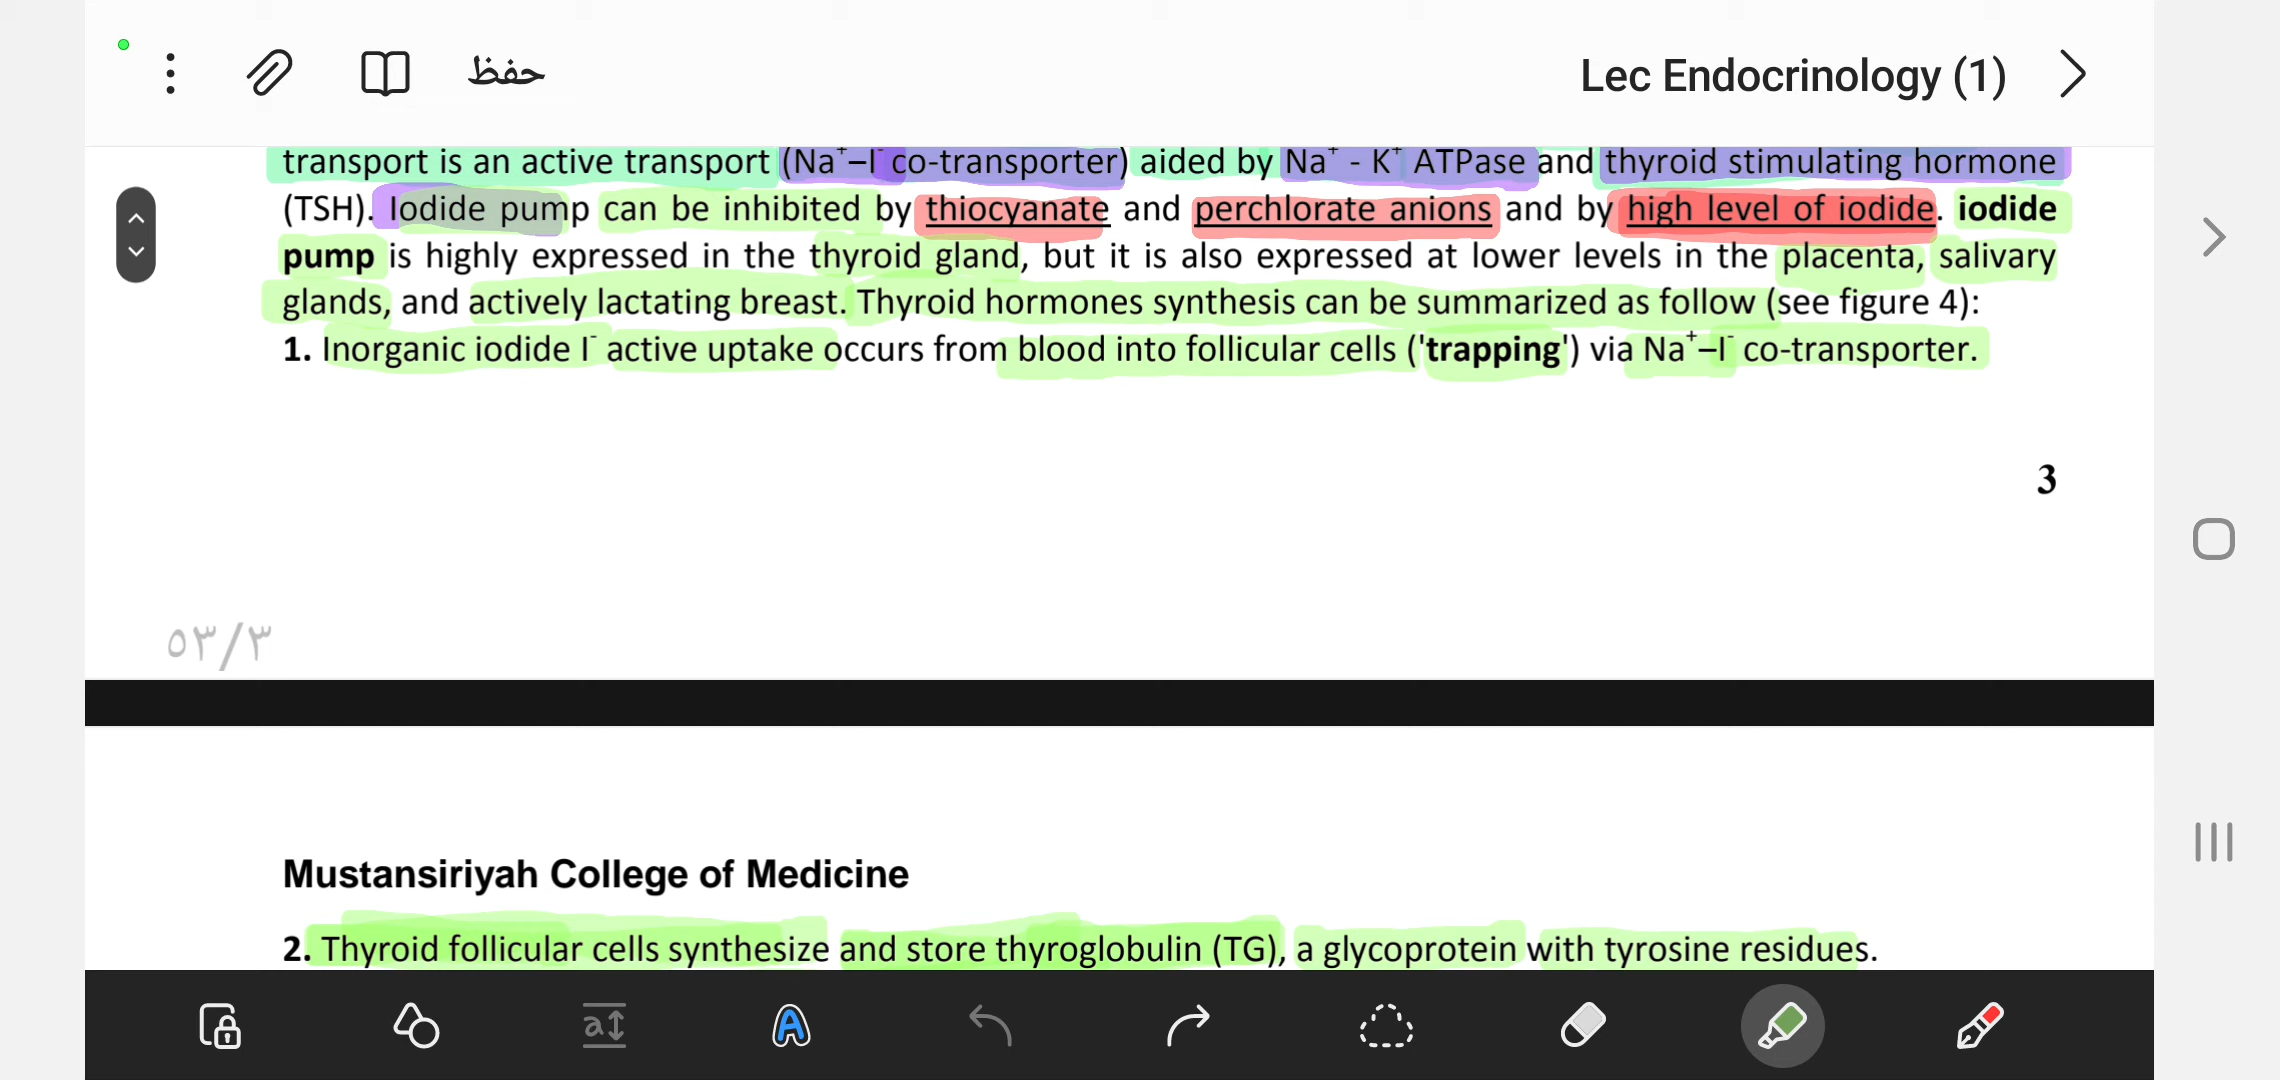 حفظ
Lec Endocrinology (1)
transport is an active transport (Na⁺–I⁻ co-transporter) aided by Na⁺ - K⁺ ATPase and thyroid stimulating hormone
(TSH). Iodide pump can be inhibited by thiocyanate and perchlorate anions and by high level of iodide. iodide
pump is highly expressed in the thyroid gland, but it is also expressed at lower levels in the placenta, salivary
glands, and actively lactating breast. Thyroid hormones synthesis can be summarized as follow (see figure 4):
1. Inorganic iodide I⁻ active uptake occurs from blood into follicular cells ('trapping') via Na⁺–I⁻ co-transporter.
3
٥٣/٣
Mustansiriyah College of Medicine
2. Thyroid follicular cells synthesize and store thyroglobulin (TG), a glycoprotein with tyrosine residues.